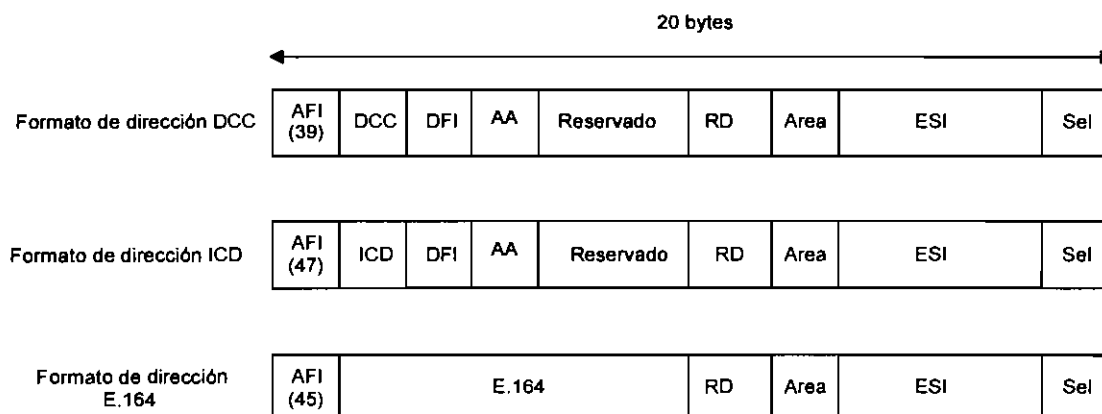 20 bytes
Formato de dirección DCC
AFI
(39)
DCC
DFI
AA
Reservado
RD
Area
ESI
Sel
Formato de dirección ICD
AFI
(47)
ICD
DFI
AA
Reservado
RD
Area
ESI
Sel
Formato de dirección
E.164
AFI
(45)
E.164
RD
Area
ESI
Sel